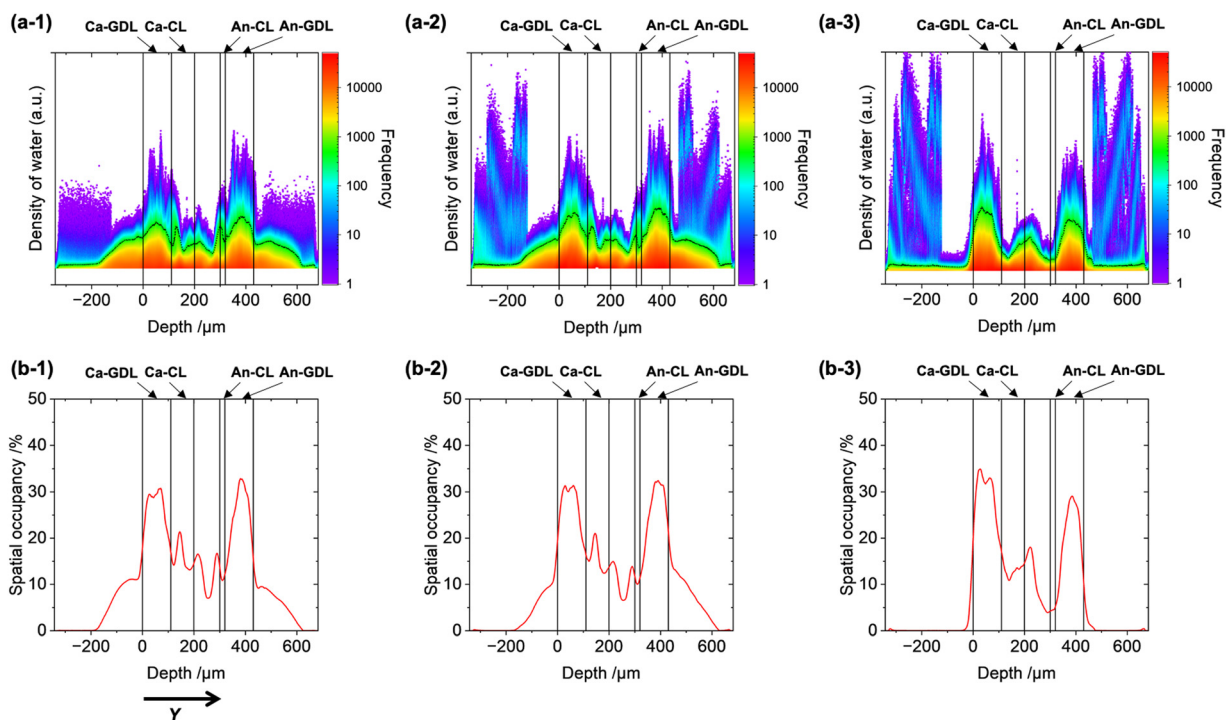 (a-1)
Ca-GDL Ca-CL An-CL An-GDL
Density of water (a.u.)
10000
1000
100
10
1
Frequency
−200 0 200 400 600
Depth /μm
(a-2)
Ca-GDL Ca-CL An-CL An-GDL
Density of water (a.u.)
10000
1000
100
10
1
Frequency
−200 0 200 400 600
Depth /μm
(a-3)
Ca-GDL Ca-CL An-CL An-GDL
Density of water (a.u.)
10000
1000
100
10
1
Frequency
−200 0 200 400 600
Depth /μm
(b-1)
Ca-GDL Ca-CL An-CL An-GDL
Spatial occupancy /%
50
40
30
20
10
0
−200 0 200 400 600
Depth /μm
Y
(b-2)
Ca-GDL Ca-CL An-CL An-GDL
Spatial occupancy /%
50
40
30
20
10
0
−200 0 200 400 600
Depth /μm
(b-3)
Ca-GDL Ca-CL An-CL An-GDL
Spatial occupancy /%
50
40
30
20
10
0
−200 0 200 400 600
Depth /μm